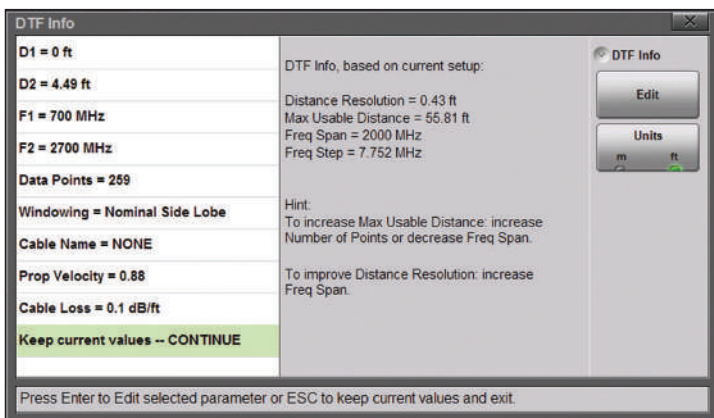 DTF Info
D1 = 0 ft
D2 = 4.49 ft
F1 = 700 MHz
F2 = 2700 MHz
Data Points = 259
Windowing = Nominal Side Lobe
Cable Name = NONE
Prop Velocity = 0.88
Cable Loss = 0.1 dB/ft
Keep current values -- CONTINUE
DTF Info, based on current setup:
Distance Resolution = 0.43 ft
Max Usable Distance = 55.81 ft
Freq Span = 2000 MHz
Freq Step = 7.752 MHz
Hint:
To increase Max Usable Distance: increase
Number of Points or decrease Freq Span.
To improve Distance Resolution: increase
Freq Span.
DTF Info
Edit
Units
m ft
Press Enter to Edit selected parameter or ESC to keep current values and exit.